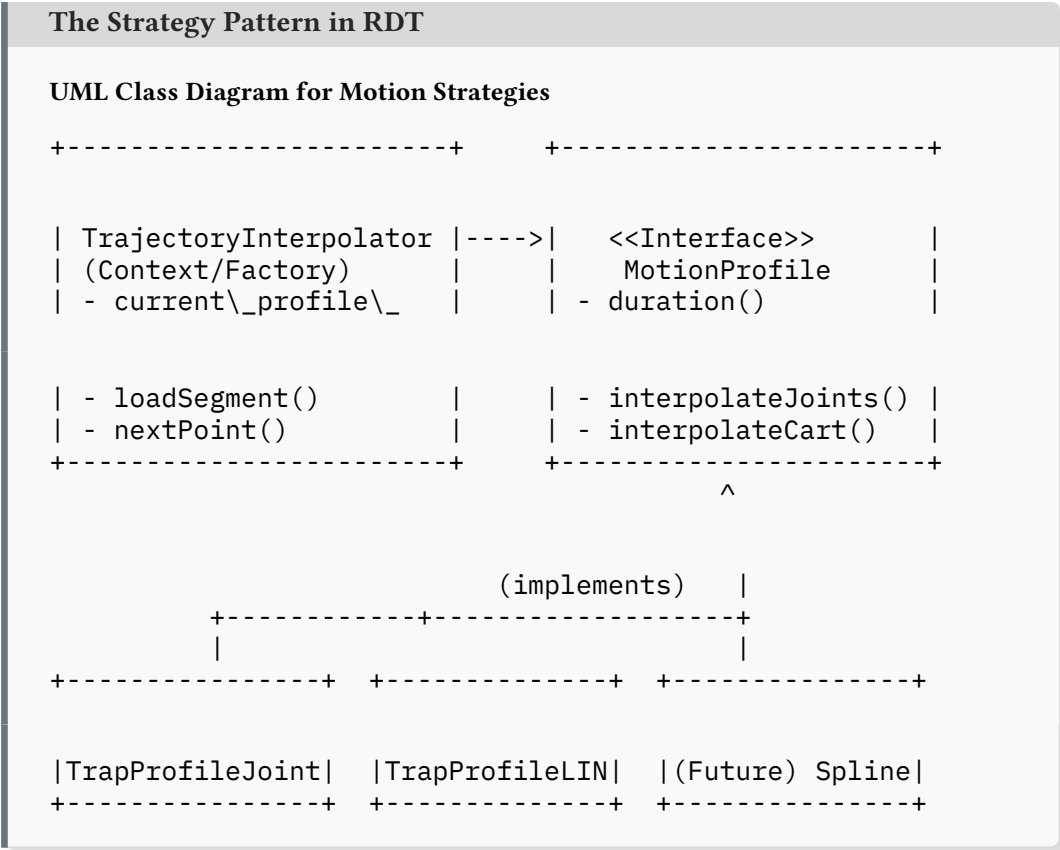 The Strategy Pattern in RDT
UML Class Diagram for Motion Strategies
+------------------------+     +-----------------------+
| TrajectoryInterpolator |---->|   <<Interface>>       |
| (Context/Factory)      |     |    MotionProfile      |
| - current\_profile\_   |     | - duration()          |
| - loadSegment()        |     | - interpolateJoints() |
| - nextPoint()          |     | - interpolateCart()   |
+------------------------+     +-----------------------+
                                          ^
                            (implements)   |
          +------------+-------------------+
          |                                |
+----------------+  +--------------+  +---------------+
|TrapProfileJoint|  |TrapProfileLIN|  |(Future) Spline|
+----------------+  +--------------+  +---------------+